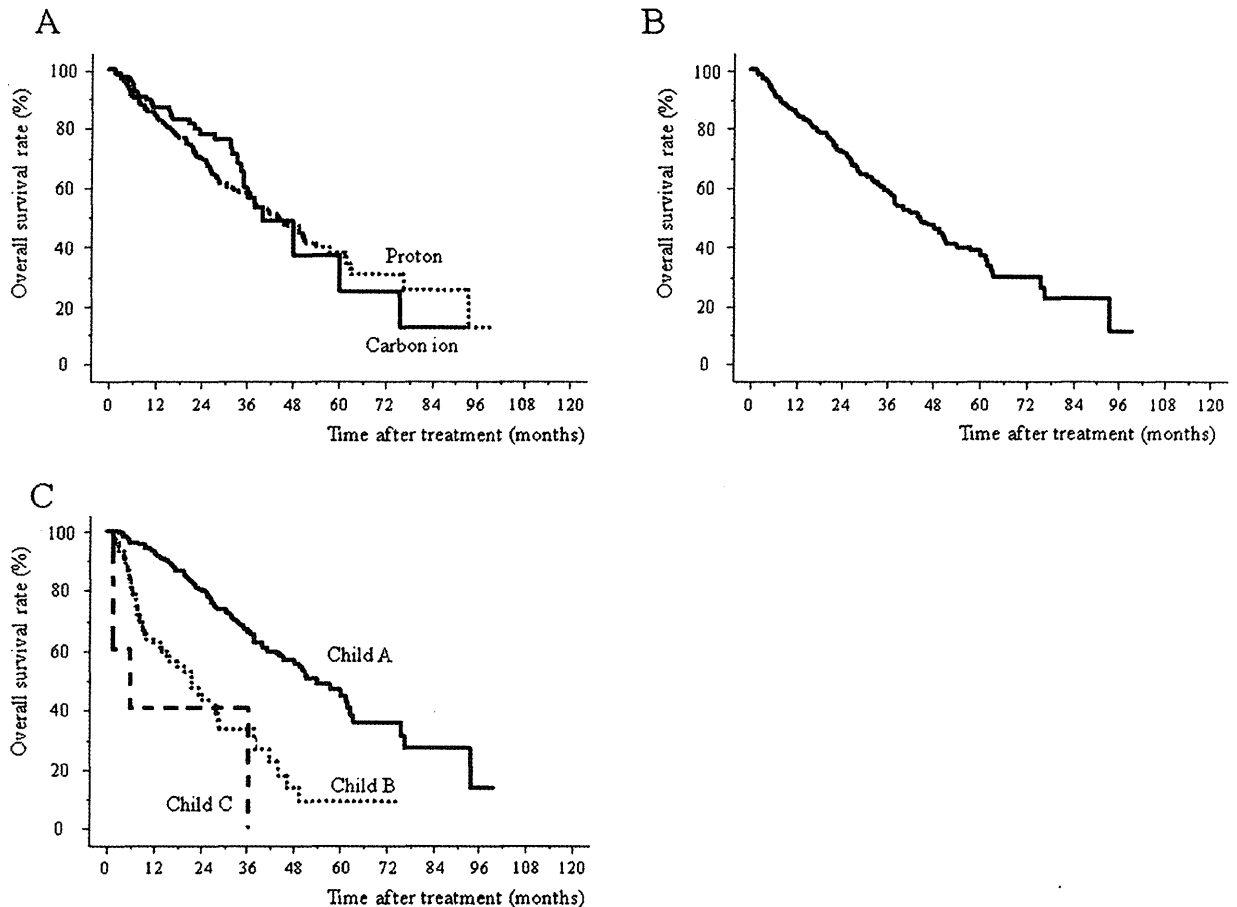 A
Overall survival rate (%)
100
80
60
40
20
0
Proton
Carbon ion
0 12 24 36 48 60 72 84 96 108 120
Time after treatment (months)
B
Overall survival rate (%)
100
80
60
40
20
0
0 12 24 36 48 60 72 84 96 108 120
Time after treatment (months)
C
Overall survival rate (%)
100
80
60
40
20
0
Child A
Child B
Child C
0 12 24 36 48 60 72 84 96 108 120
Time after treatment (months)